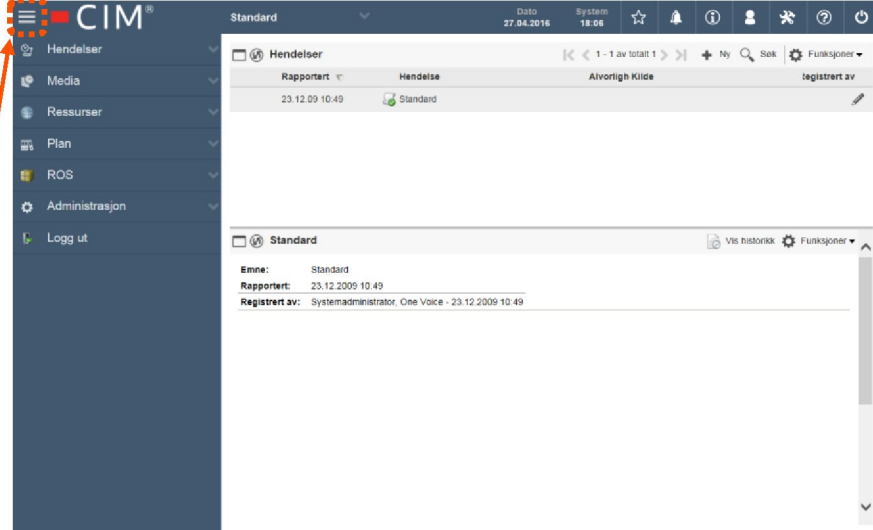 CIM®
Standard
Dato
27.04.2016
System
18:06
Hendelser
Media
Ressurser
Plan
ROS
Administrasjon
Logg ut
Hendelser
1 - 1 av totalt 1
Ny
Søk
Funksjoner
Rapportert Hendelse Alvorligh Kilde egistrert av
23.12.09 10:49 Standard
Standard
Vis historikk
Funksjoner
Emne: Standard
Rapportert: 23.12.2009 10:49
Registrert av: Systemadministrator, One Voice - 23.12.2009 10:49